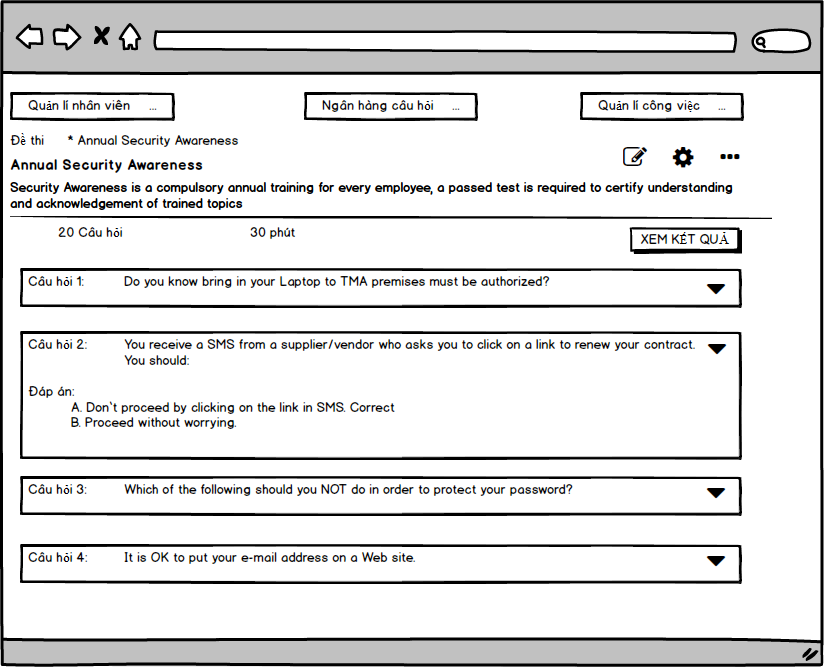 Quản lí nhân viên ...
Ngân hàng câu hỏi ...
Quản lí công việc ...
Đề thi * Annual Security Awareness
Annual Security Awareness
Security Awareness is a compulsory annual training for every employee, a passed test is required to certify understanding
and acknowledgement of trained topics
20 Câu hỏi 30 phút
XEM KẾT QUẢ
Câu hỏi 1: Do you know bring in your Laptop to TMA premises must be authorized?
Câu hỏi 2: You receive a SMS from a supplier/vendor who asks you to click on a link to renew your contract.
You should:
Đáp án:
A. Don`t proceed by clicking on the link in SMS. Correct
B. Proceed without worrying.
Câu hỏi 3: Which of the following should you NOT do in order to protect your password?
Câu hỏi 4: It is OK to put your e-mail address on a Web site.